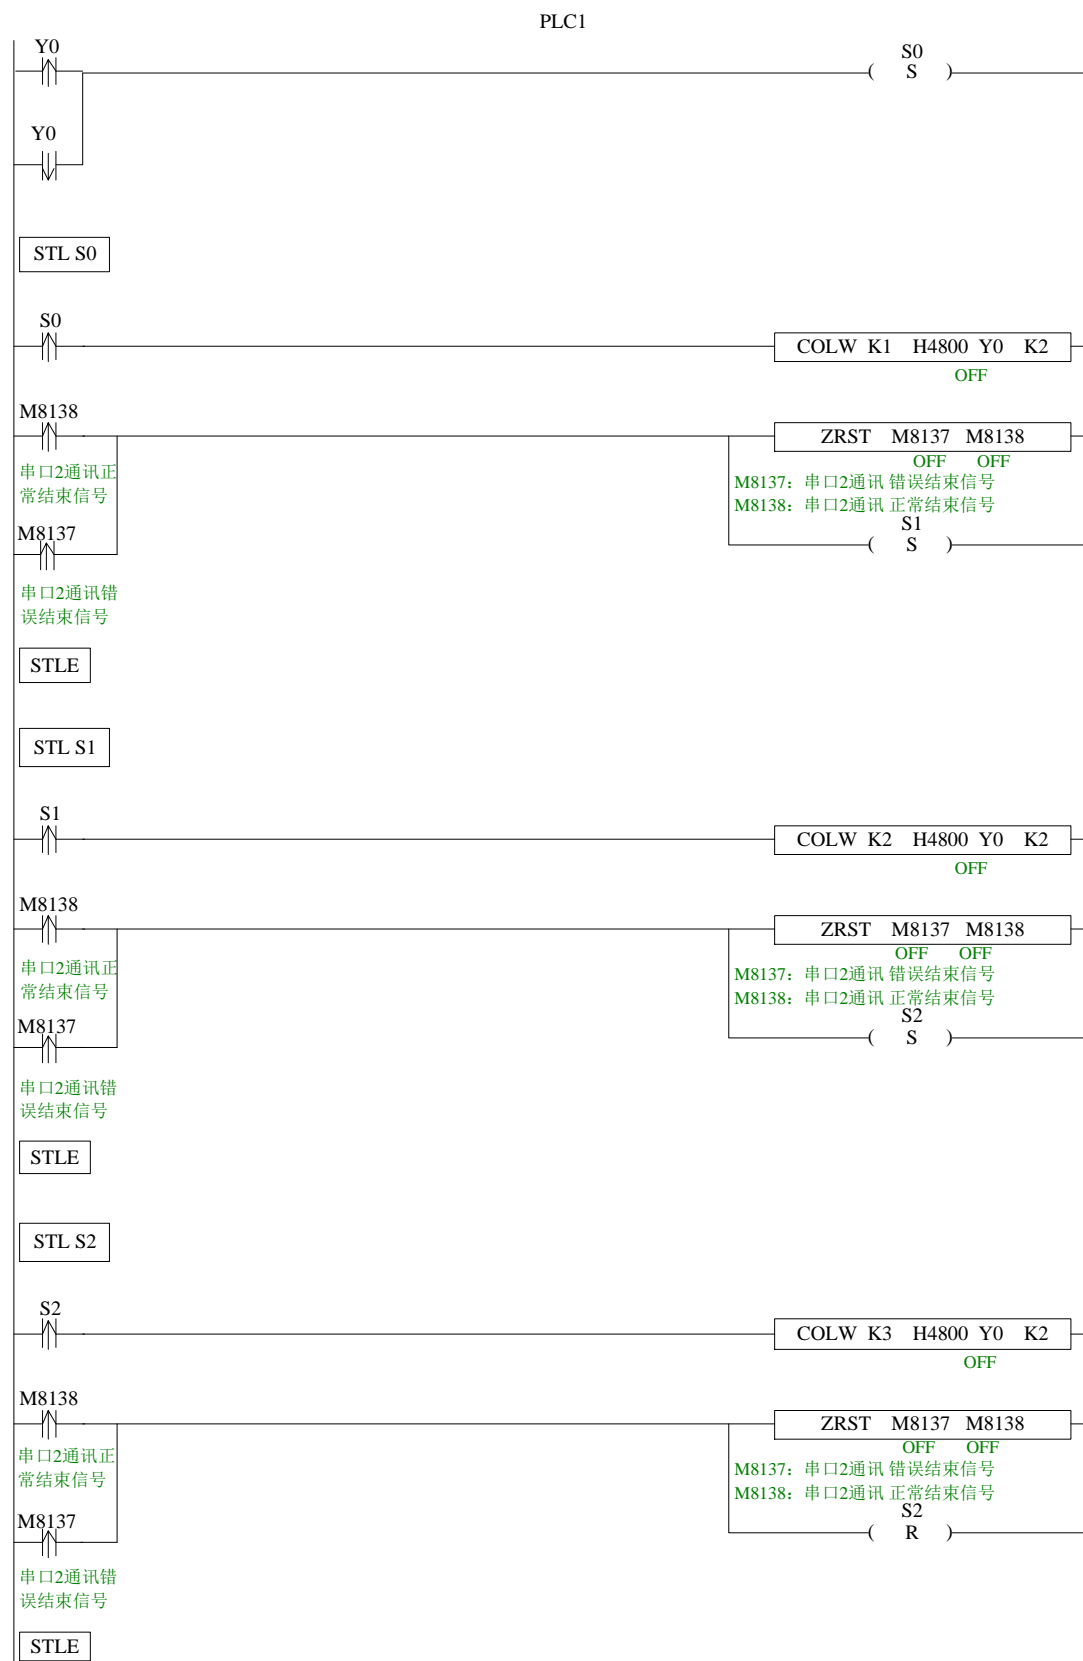 PLC1
Y0
S0
( S )
Y0
STL S0
S0
COLW K1 H4800 Y0 K2
OFF
M8138
ZRST M8137 M8138
OFF OFF
串口2通讯正
常结束信号
M8137：串口2通讯 错误结束信号
M8138：串口2通讯 正常结束信号
M8137
S1
( S )
串口2通讯错
误结束信号
STLE
STL S1
S1
COLW K2 H4800 Y0 K2
OFF
M8138
ZRST M8137 M8138
OFF OFF
串口2通讯正
常结束信号
M8137：串口2通讯 错误结束信号
M8138：串口2通讯 正常结束信号
M8137
S2
( S )
串口2通讯错
误结束信号
STLE
STL S2
S2
COLW K3 H4800 Y0 K2
OFF
M8138
ZRST M8137 M8138
OFF OFF
串口2通讯正
常结束信号
M8137：串口2通讯 错误结束信号
M8138：串口2通讯 正常结束信号
M8137
S2
( R )
串口2通讯错
误结束信号
STLE